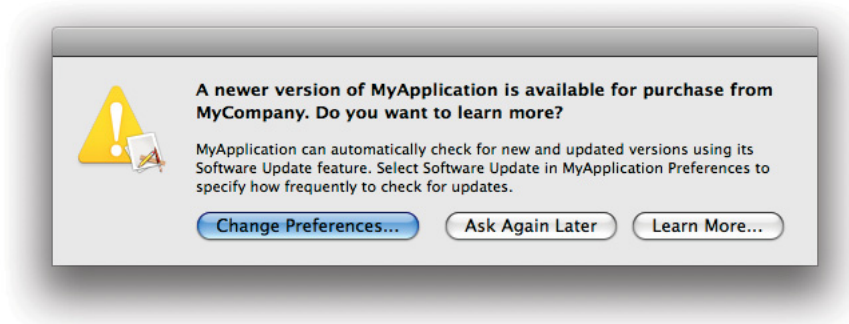 A newer version of MyApplication is available for purchase from
MyCompany. Do you want to learn more?
MyApplication can automatically check for new and updated versions using its
Software Update feature. Select Software Update in MyApplication Preferences to
specify how frequently to check for updates.
Change Preferences... Ask Again Later Learn More...